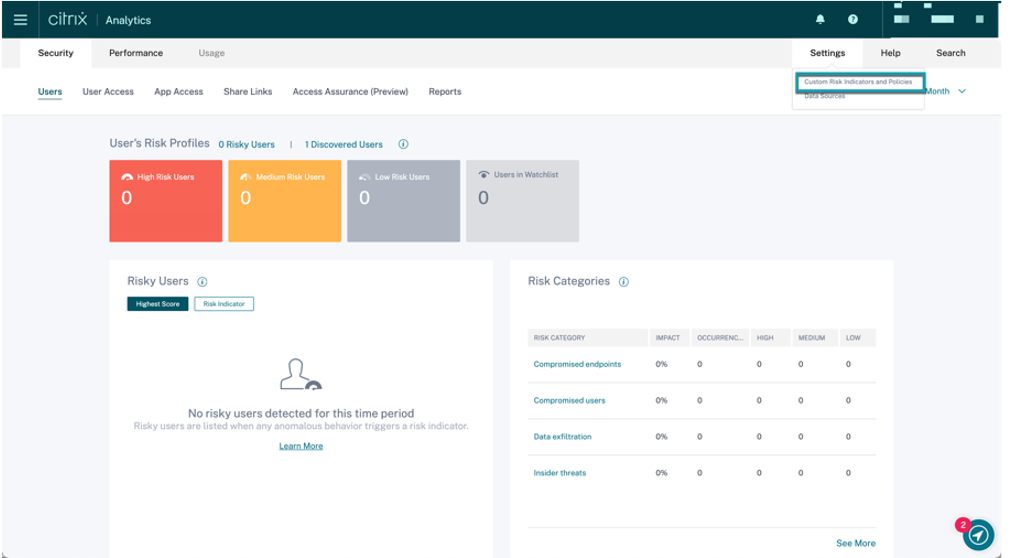 citrix | Analytics
Security Performance Usage Settings Help Search
Custom Risk Indicators and Policies
Data Sources
Users User Access App Access Share Links Access Assurance (Preview) Reports Month
User's Risk Profiles 0 Risky Users | 1 Discovered Users
High Risk Users Medium Risk Users Low Risk Users Users in Watchlist
0 0 0 0
Risky Users
Highest Score Risk Indicator
No risky users detected for this time period
Risky users are listed when any anomalous behavior triggers a risk indicator.
Learn More
Risk Categories
RISK CATEGORY IMPACT OCCURRENC... HIGH MEDIUM LOW
Compromised endpoints 0% 0 0 0 0
Compromised users 0% 0 0 0 0
Data exfiltration 0% 0 0 0 0
Insider threats 0% 0 0 0 0
See More
2